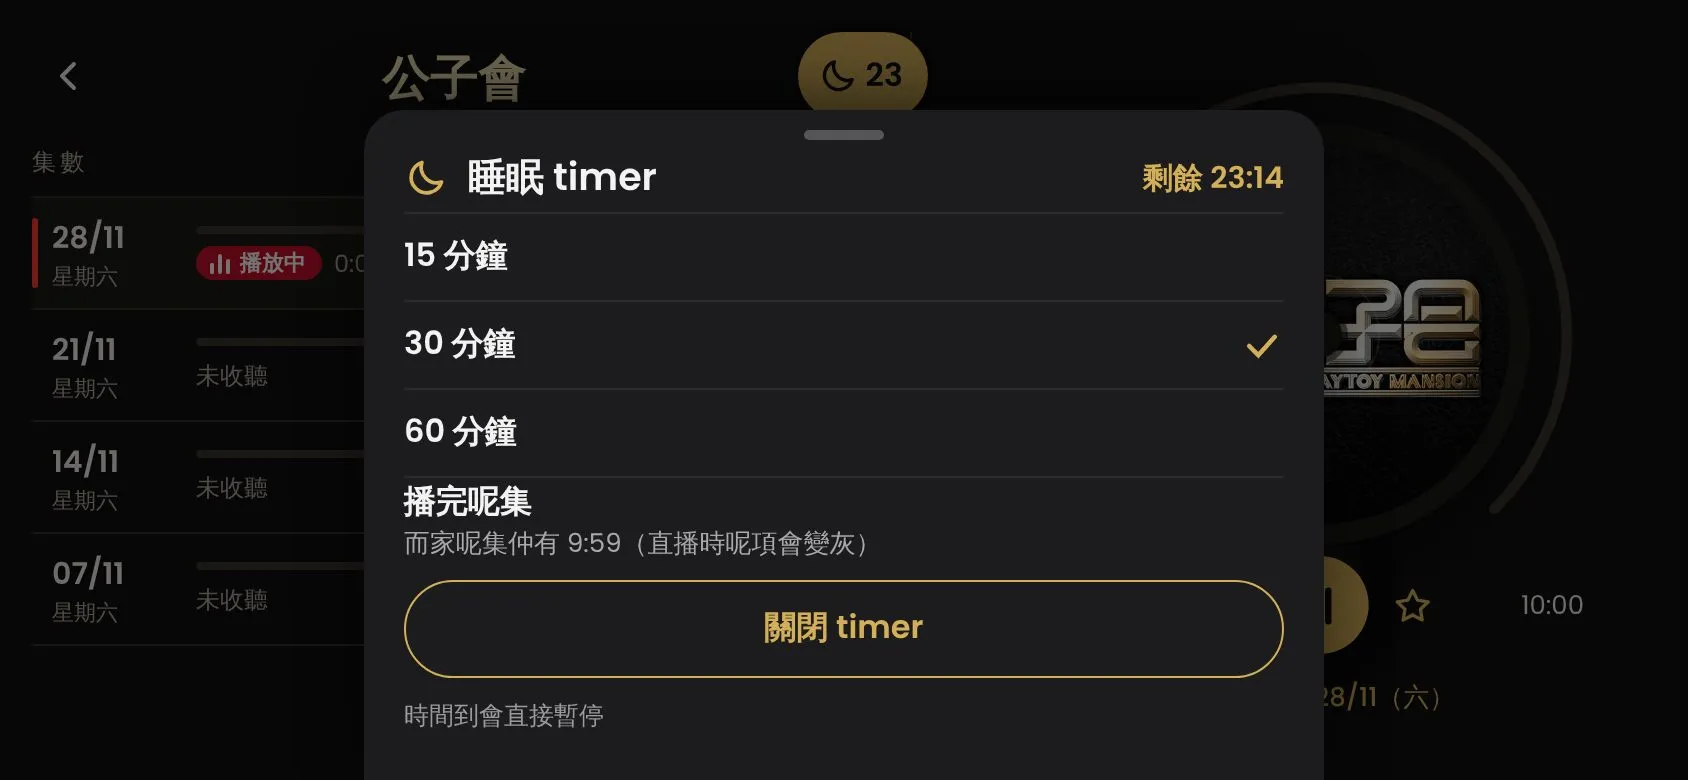 公子會
23
集數
28/11
星期六
播放中
21/11
星期六
未收聽
14/11
星期六
未收聽
07/11
星期六
未收聽
睡眠 timer
剩餘 23:14
15 分鐘
30 分鐘
60 分鐘
播完呢集
而家呢集仲有 9:59（直播時呢項會變灰）
關閉 timer
時間到會直接暫停
MANSION
10:00
28/11（六）